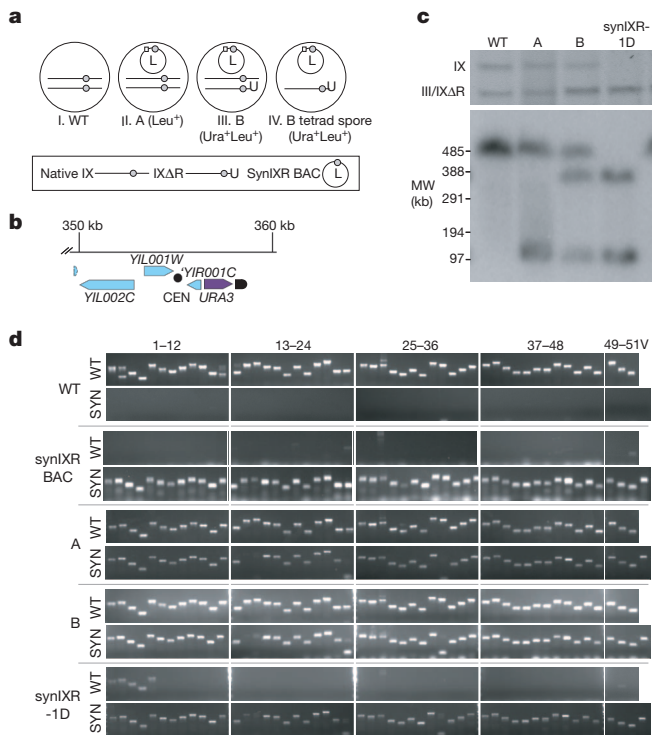 a
L
L
U
L
U
I. WT
II. A (Leu⁺)
III. B
(Ura⁺Leu⁺)
IV. B tetrad spore
(Ura⁺Leu⁺)
Native IX
IXΔR
U
SynIXR BAC
L
b
350 kb
360 kb
YIL001W
'YIR001C
YIL002C
CEN
URA3
c
WT
A
B
synIXR-
1D
IX
III/IXΔR
MW
(kb)
485
388
291
194
97
d
1–12
13–24
25–36
37–48
49–51V
WT
WT
SYN
synIXR
BAC
WT
SYN
A
WT
SYN
B
WT
SYN
synIXR
-1D
WT
SYN